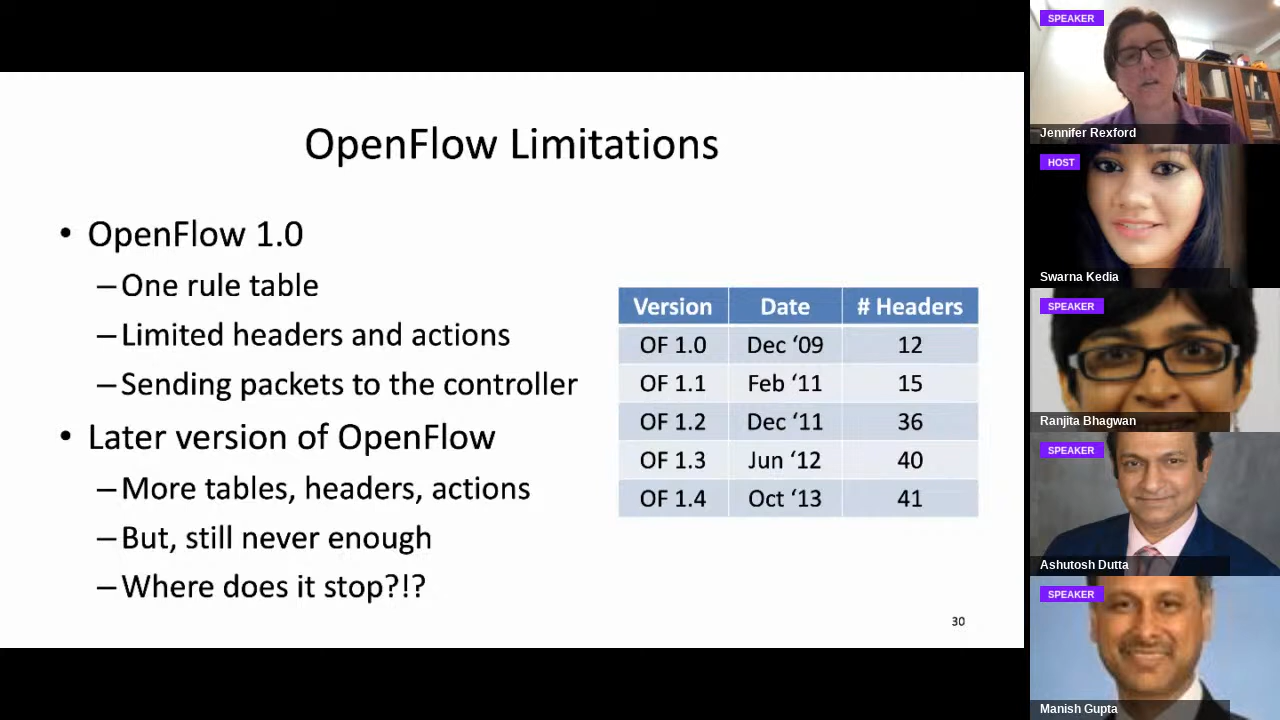 OpenFlow Limitations
• OpenFlow 1.0
–One rule table
–Limited headers and actions
–Sending packets to the controller
• Later version of OpenFlow
–More tables, headers, actions
–But, still never enough
–Where does it stop?!?
Version Date # Headers
OF 1.0 Dec ‘09 12
OF 1.1 Feb ‘11 15
OF 1.2 Dec ‘11 36
OF 1.3 Jun ‘12 40
OF 1.4 Oct ‘13 41
30
SPEAKER
Jennifer Rexford
HOST
Swarna Kedia
SPEAKER
Ranjita Bhagwan
SPEAKER
Ashutosh Dutta
SPEAKER
Manish Gupta